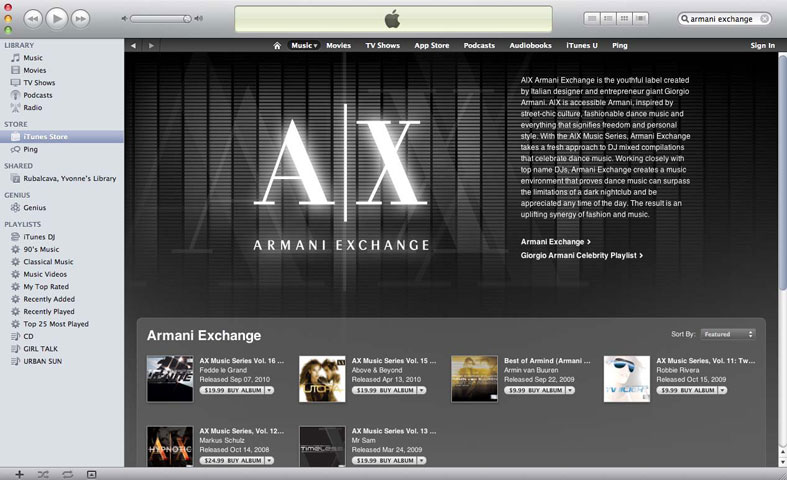 armani exchange
Music▾ Movies TV Shows App Store Podcasts Audiobooks iTunes U Ping Sign In
LIBRARY
Music
Movies
TV Shows
Podcasts
Radio
STORE
iTunes Store
Ping
SHARED
Rubalcava, Yvonne's Library
GENIUS
Genius
PLAYLISTS
iTunes DJ
90's Music
Classical Music
Music Videos
My Top Rated
Recently Added
Recently Played
Top 25 Most Played
CD
GIRL TALK
URBAN SUN
A|X
ARMANI EXCHANGE
A|X Armani Exchange is the youthful label created
by Italian designer and entrepreneur giant Giorgio
Armani. A|X is accessible Armani, inspired by
street-chic culture, fashionable dance music and
everything that signifies freedom and personal
style. With the A|X Music Series, Armani Exchange
takes a fresh approach to DJ mixed compilations
that celebrate dance music. Working closely with
top name DJs, Armani Exchange creates a music
environment that proves dance music can surpass
the limitations of a dark nightclub and be
appreciated any time of the day. The result is an
uplifting synergy of fashion and music.
Armani Exchange >
Giorgio Armani Celebrity Playlist >
Armani Exchange
Sort By: Featured
AX Music Series Vol. 16 ...
Fedde le Grand
Released Sep 07, 2010
$19.99 BUY ALBUM
AX Music Series Vol. 15 ...
Above & Beyond
Released Apr 13, 2010
$19.99 BUY ALBUM
Best of Armind (Armani ...
Armin van Buuren
Released Sep 22, 2009
$9.99 BUY ALBUM
AX Music Series, Vol. 11: Tw...
Robbie Rivera
Released Oct 15, 2009
$9.99 BUY ALBUM
HYPNOTIC
AX Music Series, Vol. 12...
Markus Schulz
Released Oct 14, 2008
$24.99 BUY ALBUM
TIMELESS
AX Music Series Vol. 13 ...
Mr Sam
Released Mar 24, 2009
$19.99 BUY ALBUM